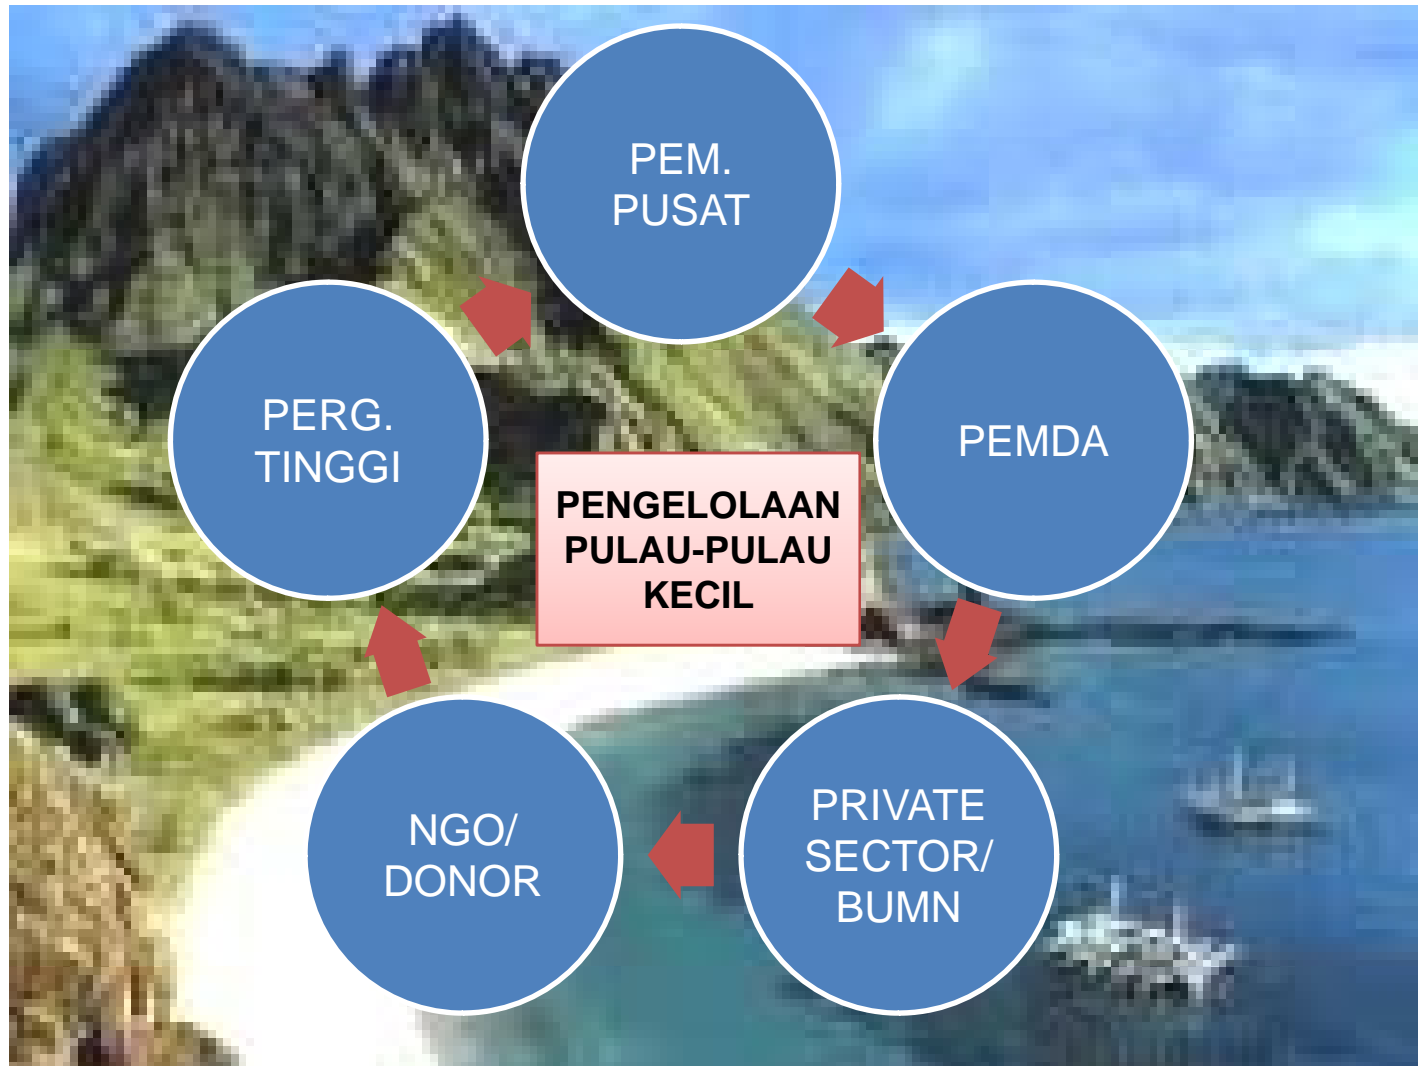 PEM.
PUSAT
PEMDA
PRIVATE
SECTOR/
BUMN
NGO/
DONOR
PERG.
TINGGI
PENGELOLAAN
PULAU-PULAU
KECIL